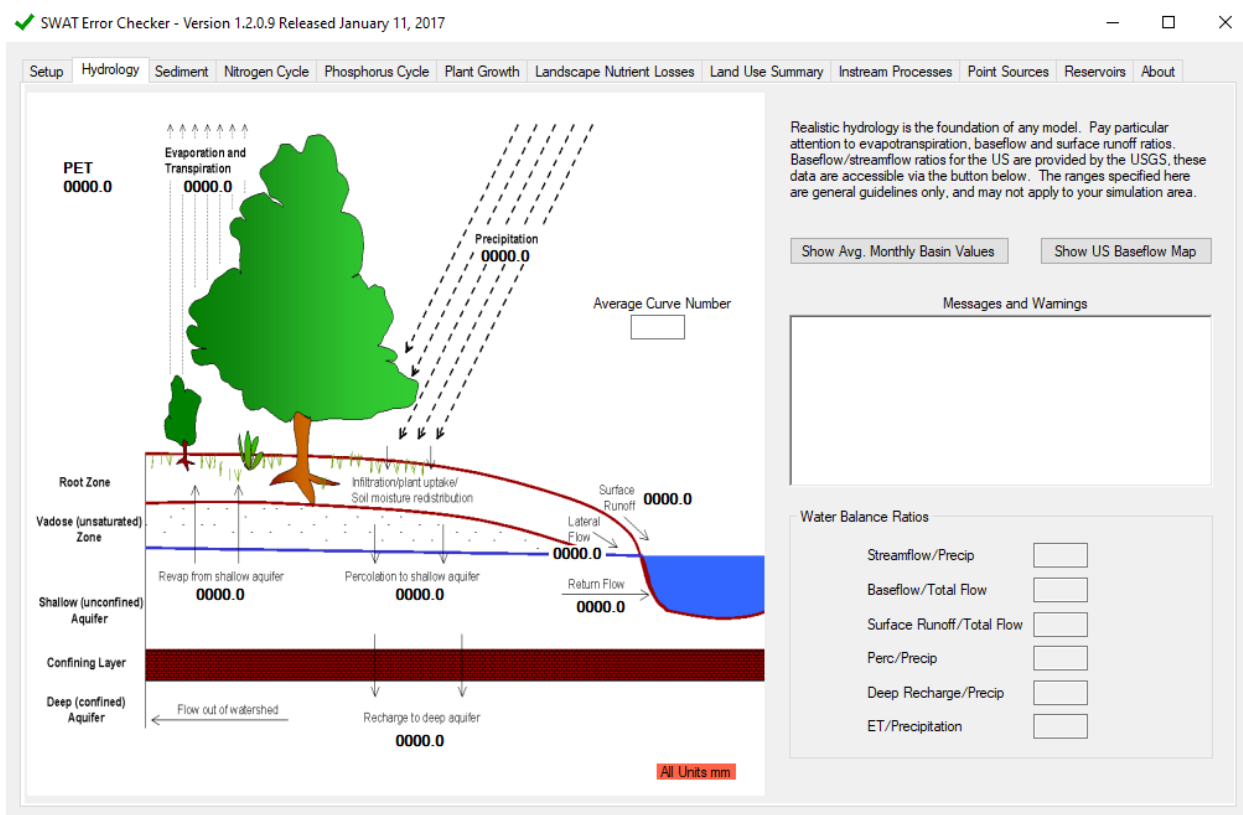 SWAT Error Checker - Version 1.2.0.9 Released January 11, 2017
Setup Hydrology Sediment Nitrogen Cycle Phosphorus Cycle Plant Growth Landscape Nutrient Losses Land Use Summary Instream Processes Point Sources Reservoirs About
PET
0000.0
Evaporation and
Transpiration
0000.0
Precipitation
0000.0
Average Curve Number
Root Zone
Infiltration/plant uptake/
Soil moisture redistribution
Surface
Runoff
0000.0
Vadose (unsaturated)
Zone
Lateral
Flow
0000.0
Revap from shallow aquifer
0000.0
Percolation to shallow aquifer
0000.0
Return Flow
0000.0
Shallow (unconfined)
Aquifer
Confining Layer
Deep (confined)
Aquifer
Flow out of watershed
Recharge to deep aquifer
0000.0
All Units mm
Realistic hydrology is the foundation of any model. Pay particular
attention to evapotranspiration, baseflow and surface runoff ratios.
Baseflow/streamflow ratios for the US are provided by the USGS, these
data are accessible via the button below. The ranges specified here
are general guidelines only, and may not apply to your simulation area.
Show Avg. Monthly Basin Values
Show US Baseflow Map
Messages and Warnings
Water Balance Ratios
Streamflow/Precip
Baseflow/Total Flow
Surface Runoff/Total Flow
Perc/Precip
Deep Recharge/Precip
ET/Precipitation